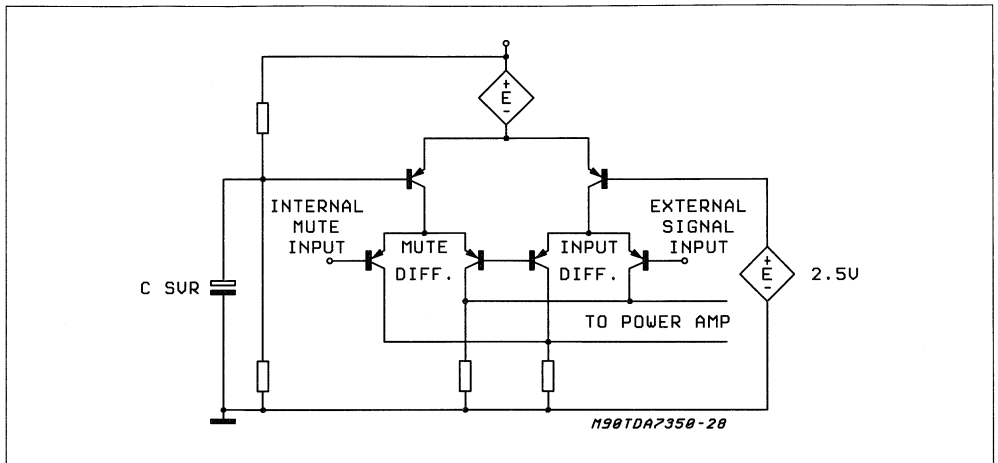 +
E
-
INTERNAL
MUTE
INPUT
MUTE
DIFF.
INPUT
DIFF.
EXTERNAL
SIGNAL
INPUT
+
E
-
2.5V
C SVR
TO POWER AMP
M90TDA7350-28